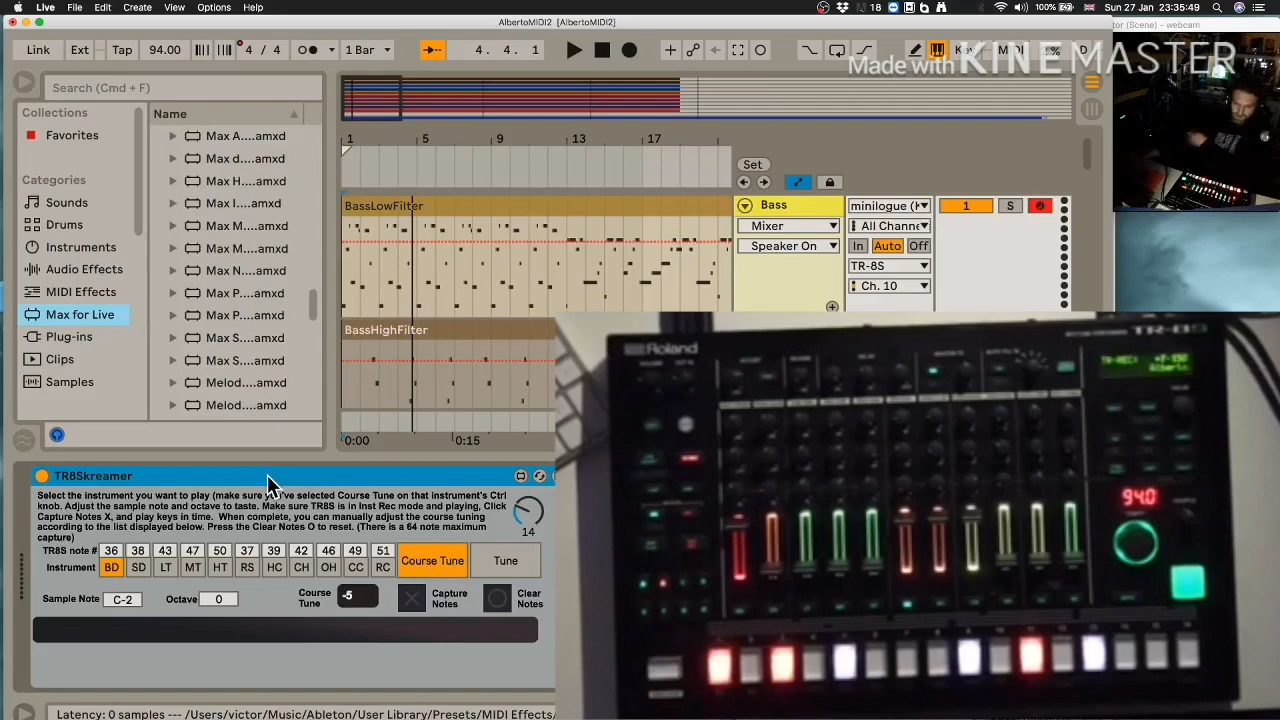 Live File Edit Create View Options Help 18 100% Sun 27 23:35:49
AlbertoMIDI2 [AlbertoMIDI2]
tor (Scene) - webcam
Link Ext Tap 94.00 4 / 4 1 Bar 4. 4. 1
Made with KINEMASTER
Search (Cmd + F)
Collections
Favorites
Categories
Sounds
Drums
Instruments
Audio Effects
MIDI Effects
Max for Live
Plug-ins
Clips
Samples
Name
Max A....amxd
Max d....amxd
Max H....amxd
Max I....amxd
Max M....amxd
Max M....amxd
Max N....amxd
Max P....amxd
Max P....amxd
Max S....amxd
Max S....amxd
Melod....amxd
Melod....amxd
1 5 9 13 17
Set
BassLowFilter
BassHighFilter
0:00 0:15
Bass
Mixer
Speaker On
minilogue (k
All Channe
In Auto Off
TR-8S
Ch. 10
1 S
TR8Skreamer
Select the instrument you want to play (make sure you've selected Course Tune on that instrument's Ctrl
knob. Adjust the sample note and octave to taste. Make sure TR8S is in Inst Rec mode and playing, Click
Capture Notes X, and play keys in time. When complete, you can manually adjust the course tuning
according to the list displayed below. Press the Clear Notes O to reset. (There is a 64 note maximum
capture)
14
TR8S note # 36 38 43 47 50 37 39 42 46 49 51
Instrument BD SD LT MT HT RS HC CH OH CC RC
Course Tune Tune
Sample Note C-2 Octave 0 Course Tune -5 Capture Notes Clear Notes
Latency: 0 samples --- /Users/victor/Music/Ableton/User Library/Presets/MIDI Effects/
Roland
Alberto
94.0